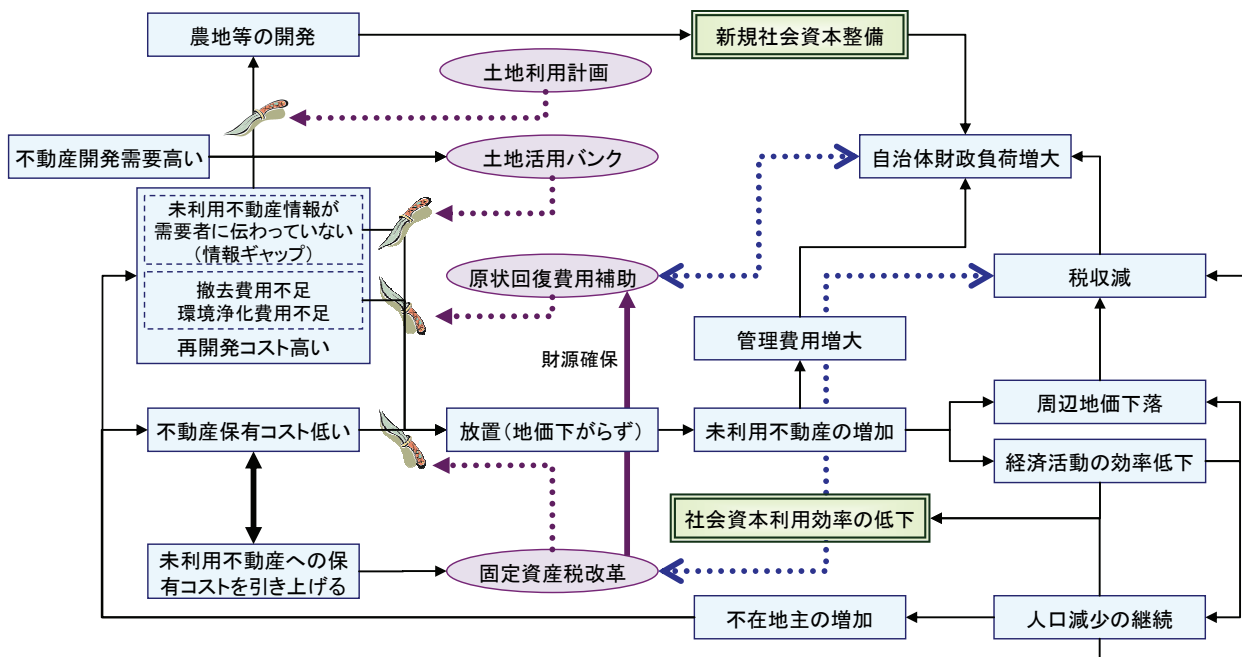 農地等の開発
新規社会資本整備
土地利用計画
不動産開発需要高い
土地活用バンク
自治体財政負荷増大
未利用不動産情報が
需要者に伝わっていない
(情報ギャップ)
原状回復費用補助
税収減
撤去費用不足
環境浄化費用不足
再開発コスト高い
管理費用増大
財源確保
周辺地価下落
不動産保有コスト低い
放置(地価下がらず)
未利用不動産の増加
経済活動の効率低下
社会資本利用効率の低下
未利用不動産への保
有コストを引き上げる
固定資産税改革
不在地主の増加
人口減少の継続